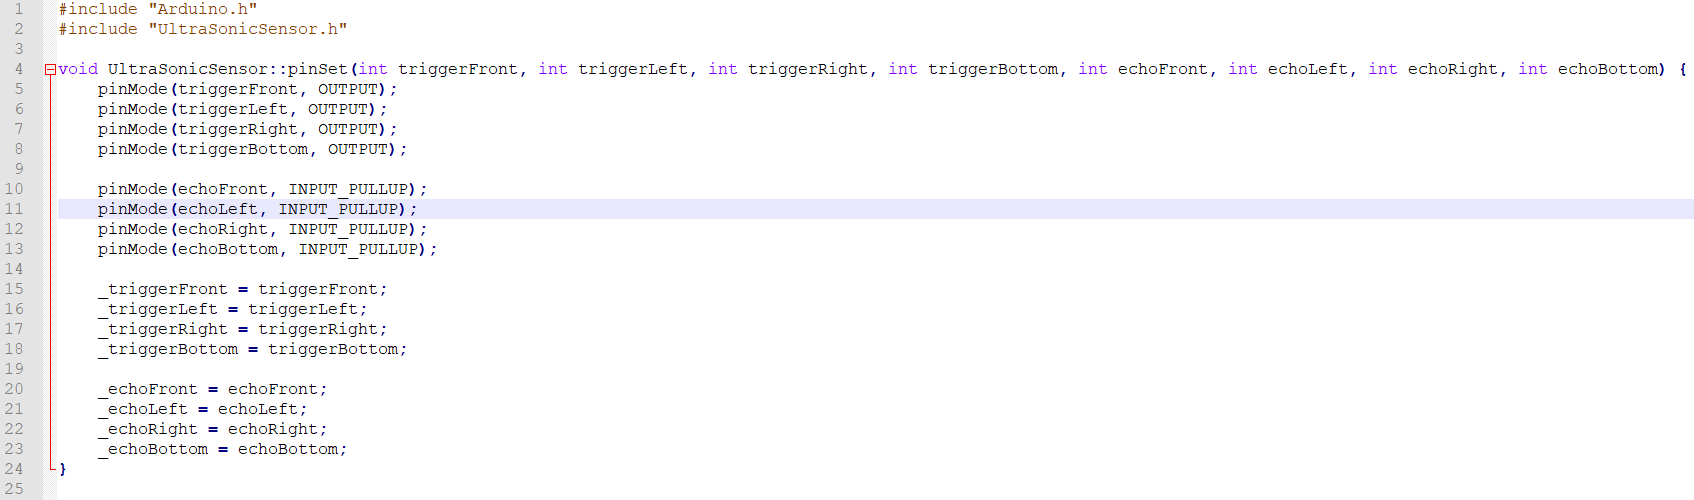 1 #include "Arduino.h"
2 #include "UltraSonicSensor.h"
3
4 void UltraSonicSensor::pinSet(int triggerFront, int triggerLeft, int triggerRight, int triggerBottom, int echoFront, int echoLeft, int echoRight, int echoBottom) {
5     pinMode(triggerFront, OUTPUT);
6     pinMode(triggerLeft, OUTPUT);
7     pinMode(triggerRight, OUTPUT);
8     pinMode(triggerBottom, OUTPUT);
9
10     pinMode(echoFront, INPUT_PULLUP);
11     pinMode(echoLeft, INPUT_PULLUP);
12     pinMode(echoRight, INPUT_PULLUP);
13     pinMode(echoBottom, INPUT_PULLUP);
14
15     _triggerFront = triggerFront;
16     _triggerLeft = triggerLeft;
17     _triggerRight = triggerRight;
18     _triggerBottom = triggerBottom;
19
20     _echoFront = echoFront;
21     _echoLeft = echoLeft;
22     _echoRight = echoRight;
23     _echoBottom = echoBottom;
24 }
25